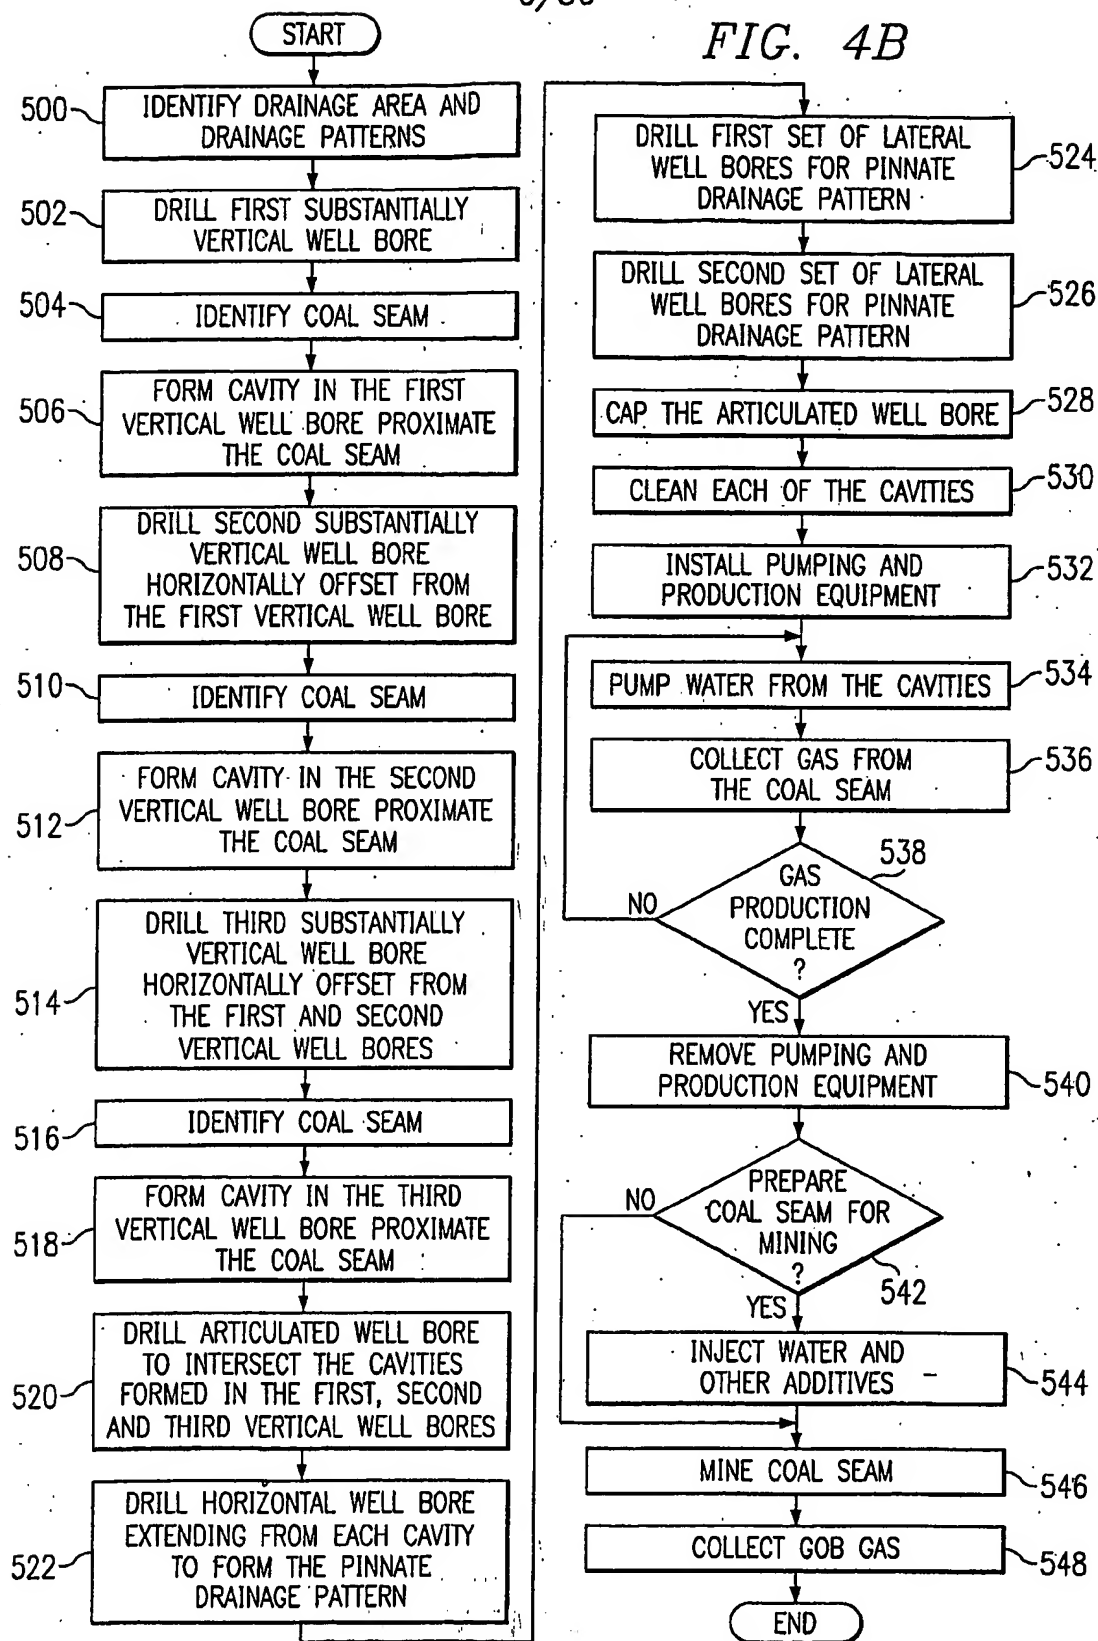 FIG. 4B
START
500
IDENTIFY DRAINAGE AREA AND
DRAINAGE PATTERNS
502
DRILL FIRST SUBSTANTIALLY
VERTICAL WELL BORE
504
IDENTIFY COAL SEAM
506
FORM CAVITY IN THE FIRST
VERTICAL WELL BORE PROXIMATE
THE COAL SEAM
508
DRILL SECOND SUBSTANTIALLY
VERTICAL WELL BORE
HORIZONTALLY OFFSET FROM
THE FIRST VERTICAL WELL BORE
510
IDENTIFY COAL SEAM
512
FORM CAVITY IN THE SECOND
VERTICAL WELL BORE PROXIMATE
THE COAL SEAM
514
DRILL THIRD SUBSTANTIALLY
VERTICAL WELL BORE
HORIZONTALLY OFFSET FROM
THE FIRST AND SECOND
VERTICAL WELL BORES
516
IDENTIFY COAL SEAM
518
FORM CAVITY IN THE THIRD
VERTICAL WELL BORE PROXIMATE
THE COAL SEAM
520
DRILL ARTICULATED WELL BORE
TO INTERSECT THE CAVITIES
FORMED IN THE FIRST, SECOND
AND THIRD VERTICAL WELL BORES
522
DRILL HORIZONTAL WELL BORE
EXTENDING FROM EACH CAVITY
TO FORM THE PINNATE
DRAINAGE PATTERN
DRILL FIRST SET OF LATERAL
WELL BORES FOR PINNATE
DRAINAGE PATTERN
524
DRILL SECOND SET OF LATERAL
WELL BORES FOR PINNATE
DRAINAGE PATTERN
526
CAP THE ARTICULATED WELL BORE
528
CLEAN EACH OF THE CAVITIES
530
INSTALL PUMPING AND
PRODUCTION EQUIPMENT
532
PUMP WATER FROM THE CAVITIES
534
COLLECT GAS FROM
THE COAL SEAM
536
538
GAS
PRODUCTION
COMPLETE
?
NO
YES
REMOVE PUMPING AND
PRODUCTION EQUIPMENT
540
PREPARE
COAL SEAM FOR
MINING
?
NO
542
YES
INJECT WATER AND
OTHER ADDITIVES
544
MINE COAL SEAM
546
COLLECT GOB GAS
548
END